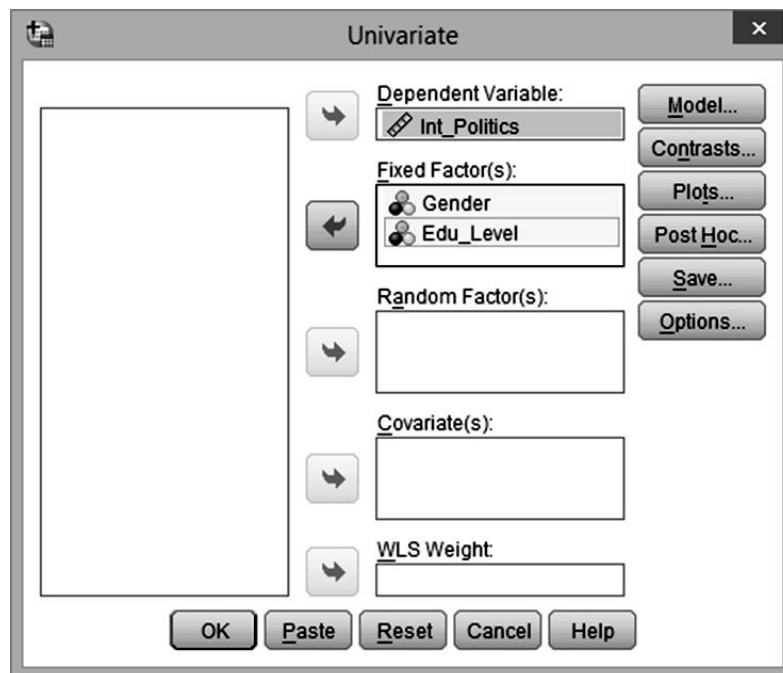 Univariate
Dependent Variable:
Int_Politics
Fixed Factor(s):
Gender
Edu_Level
Random Factor(s):
Covariate(s):
WLS Weight:
Model...
Contrasts...
Plots...
Post Hoc...
Save...
Options...
OK
Paste
Reset
Cancel
Help